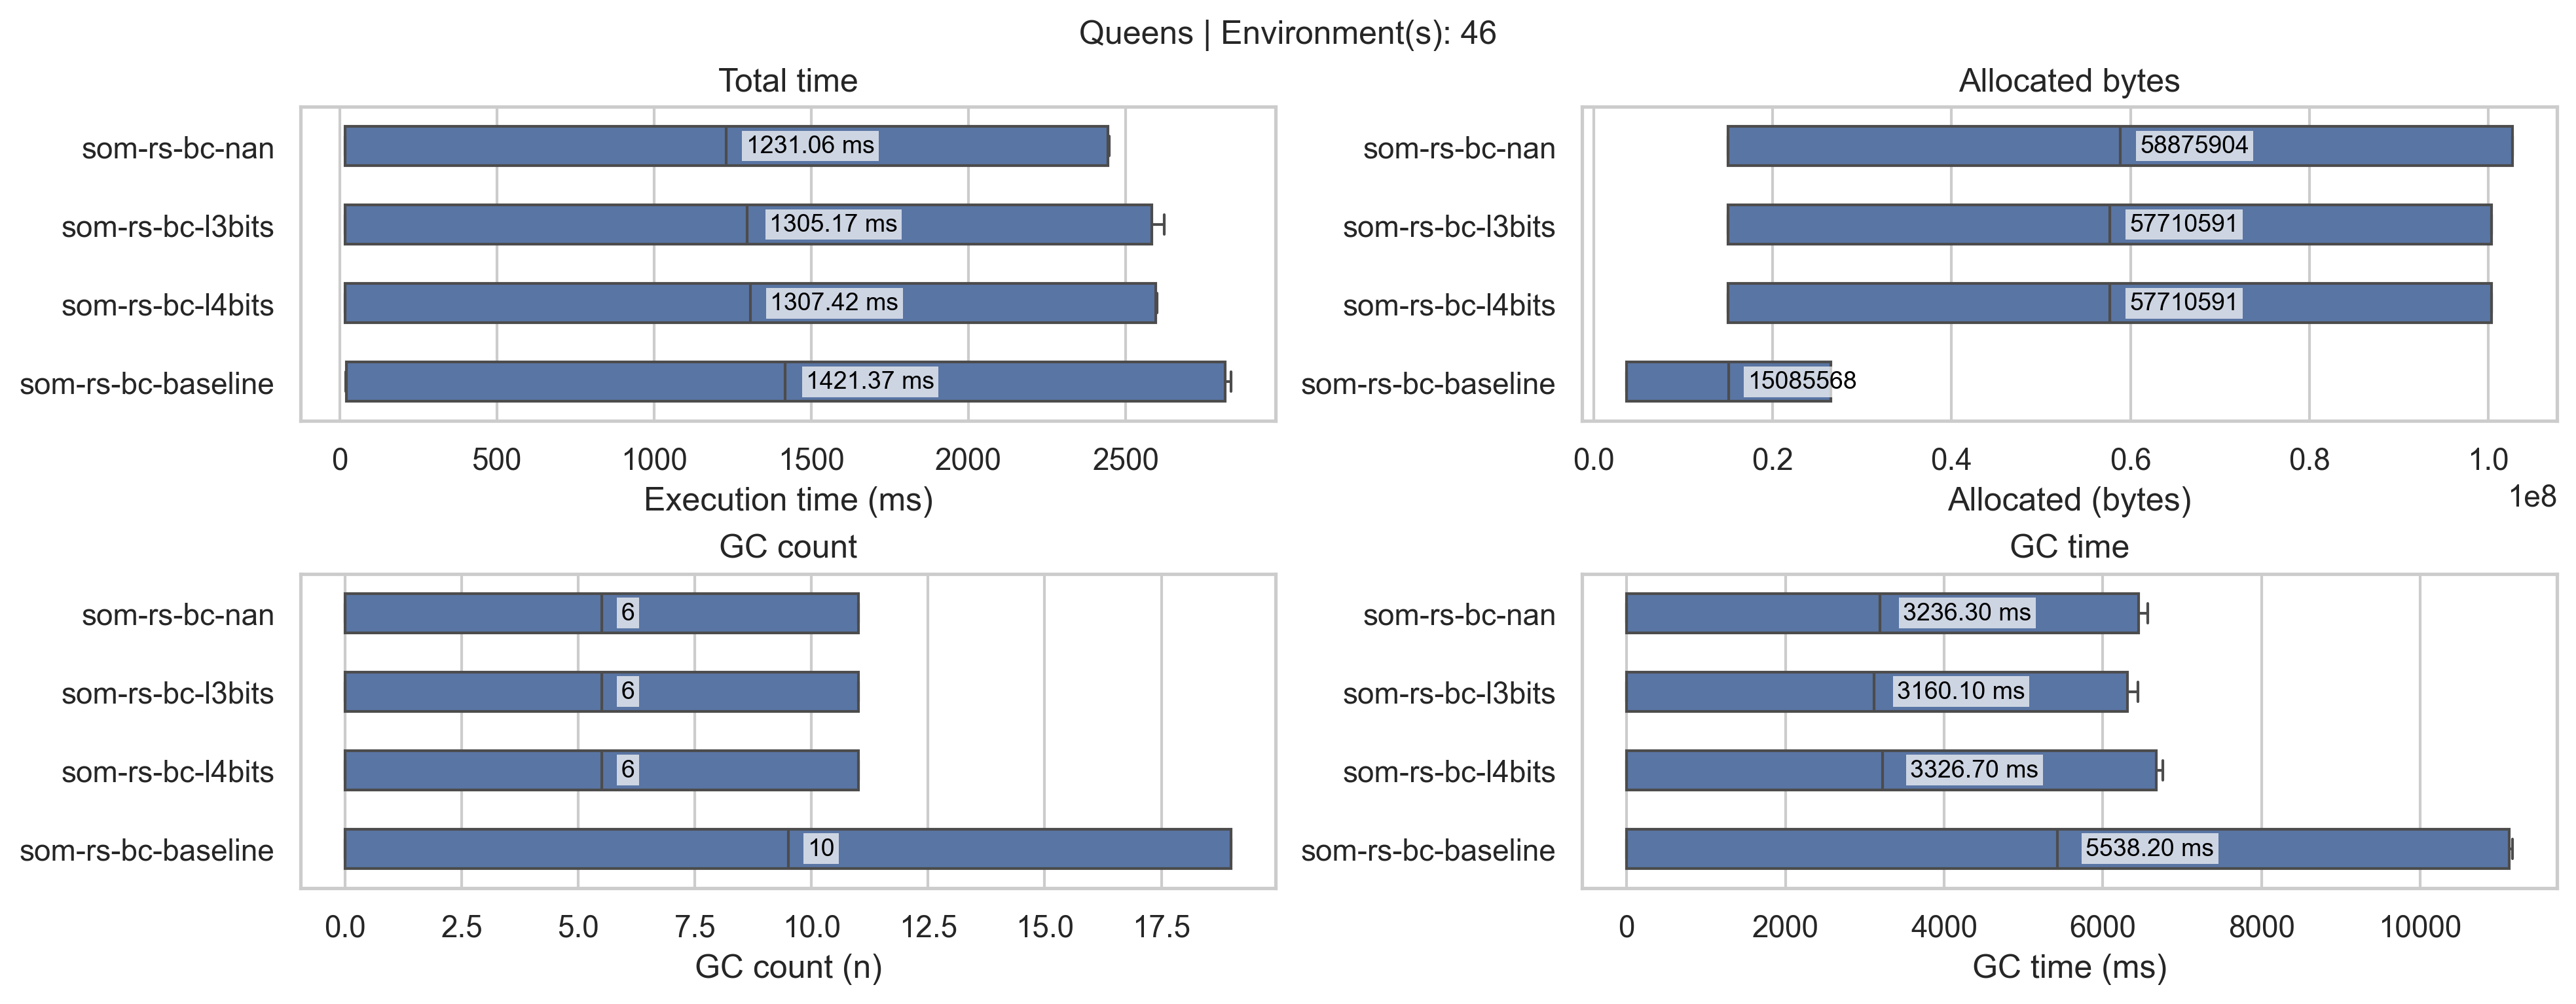 Queens | Environment(s): 46
Total time
som-rs-bc-nan
1231.06 ms
som-rs-bc-l3bits
1305.17 ms
som-rs-bc-l4bits
1307.42 ms
som-rs-bc-baseline
1421.37 ms
0 500 1000 1500 2000 2500
Execution time (ms)
Allocated bytes
som-rs-bc-nan
58875904
som-rs-bc-l3bits
57710591
som-rs-bc-l4bits
57710591
som-rs-bc-baseline
15085568
0.0 0.2 0.4 0.6 0.8 1.0
1e8
Allocated (bytes)
GC count
som-rs-bc-nan
6
som-rs-bc-l3bits
6
som-rs-bc-l4bits
6
som-rs-bc-baseline
10
0.0 2.5 5.0 7.5 10.0 12.5 15.0 17.5
GC count (n)
GC time
som-rs-bc-nan
3236.30 ms
som-rs-bc-l3bits
3160.10 ms
som-rs-bc-l4bits
3326.70 ms
som-rs-bc-baseline
5538.20 ms
0 2000 4000 6000 8000 10000
GC time (ms)